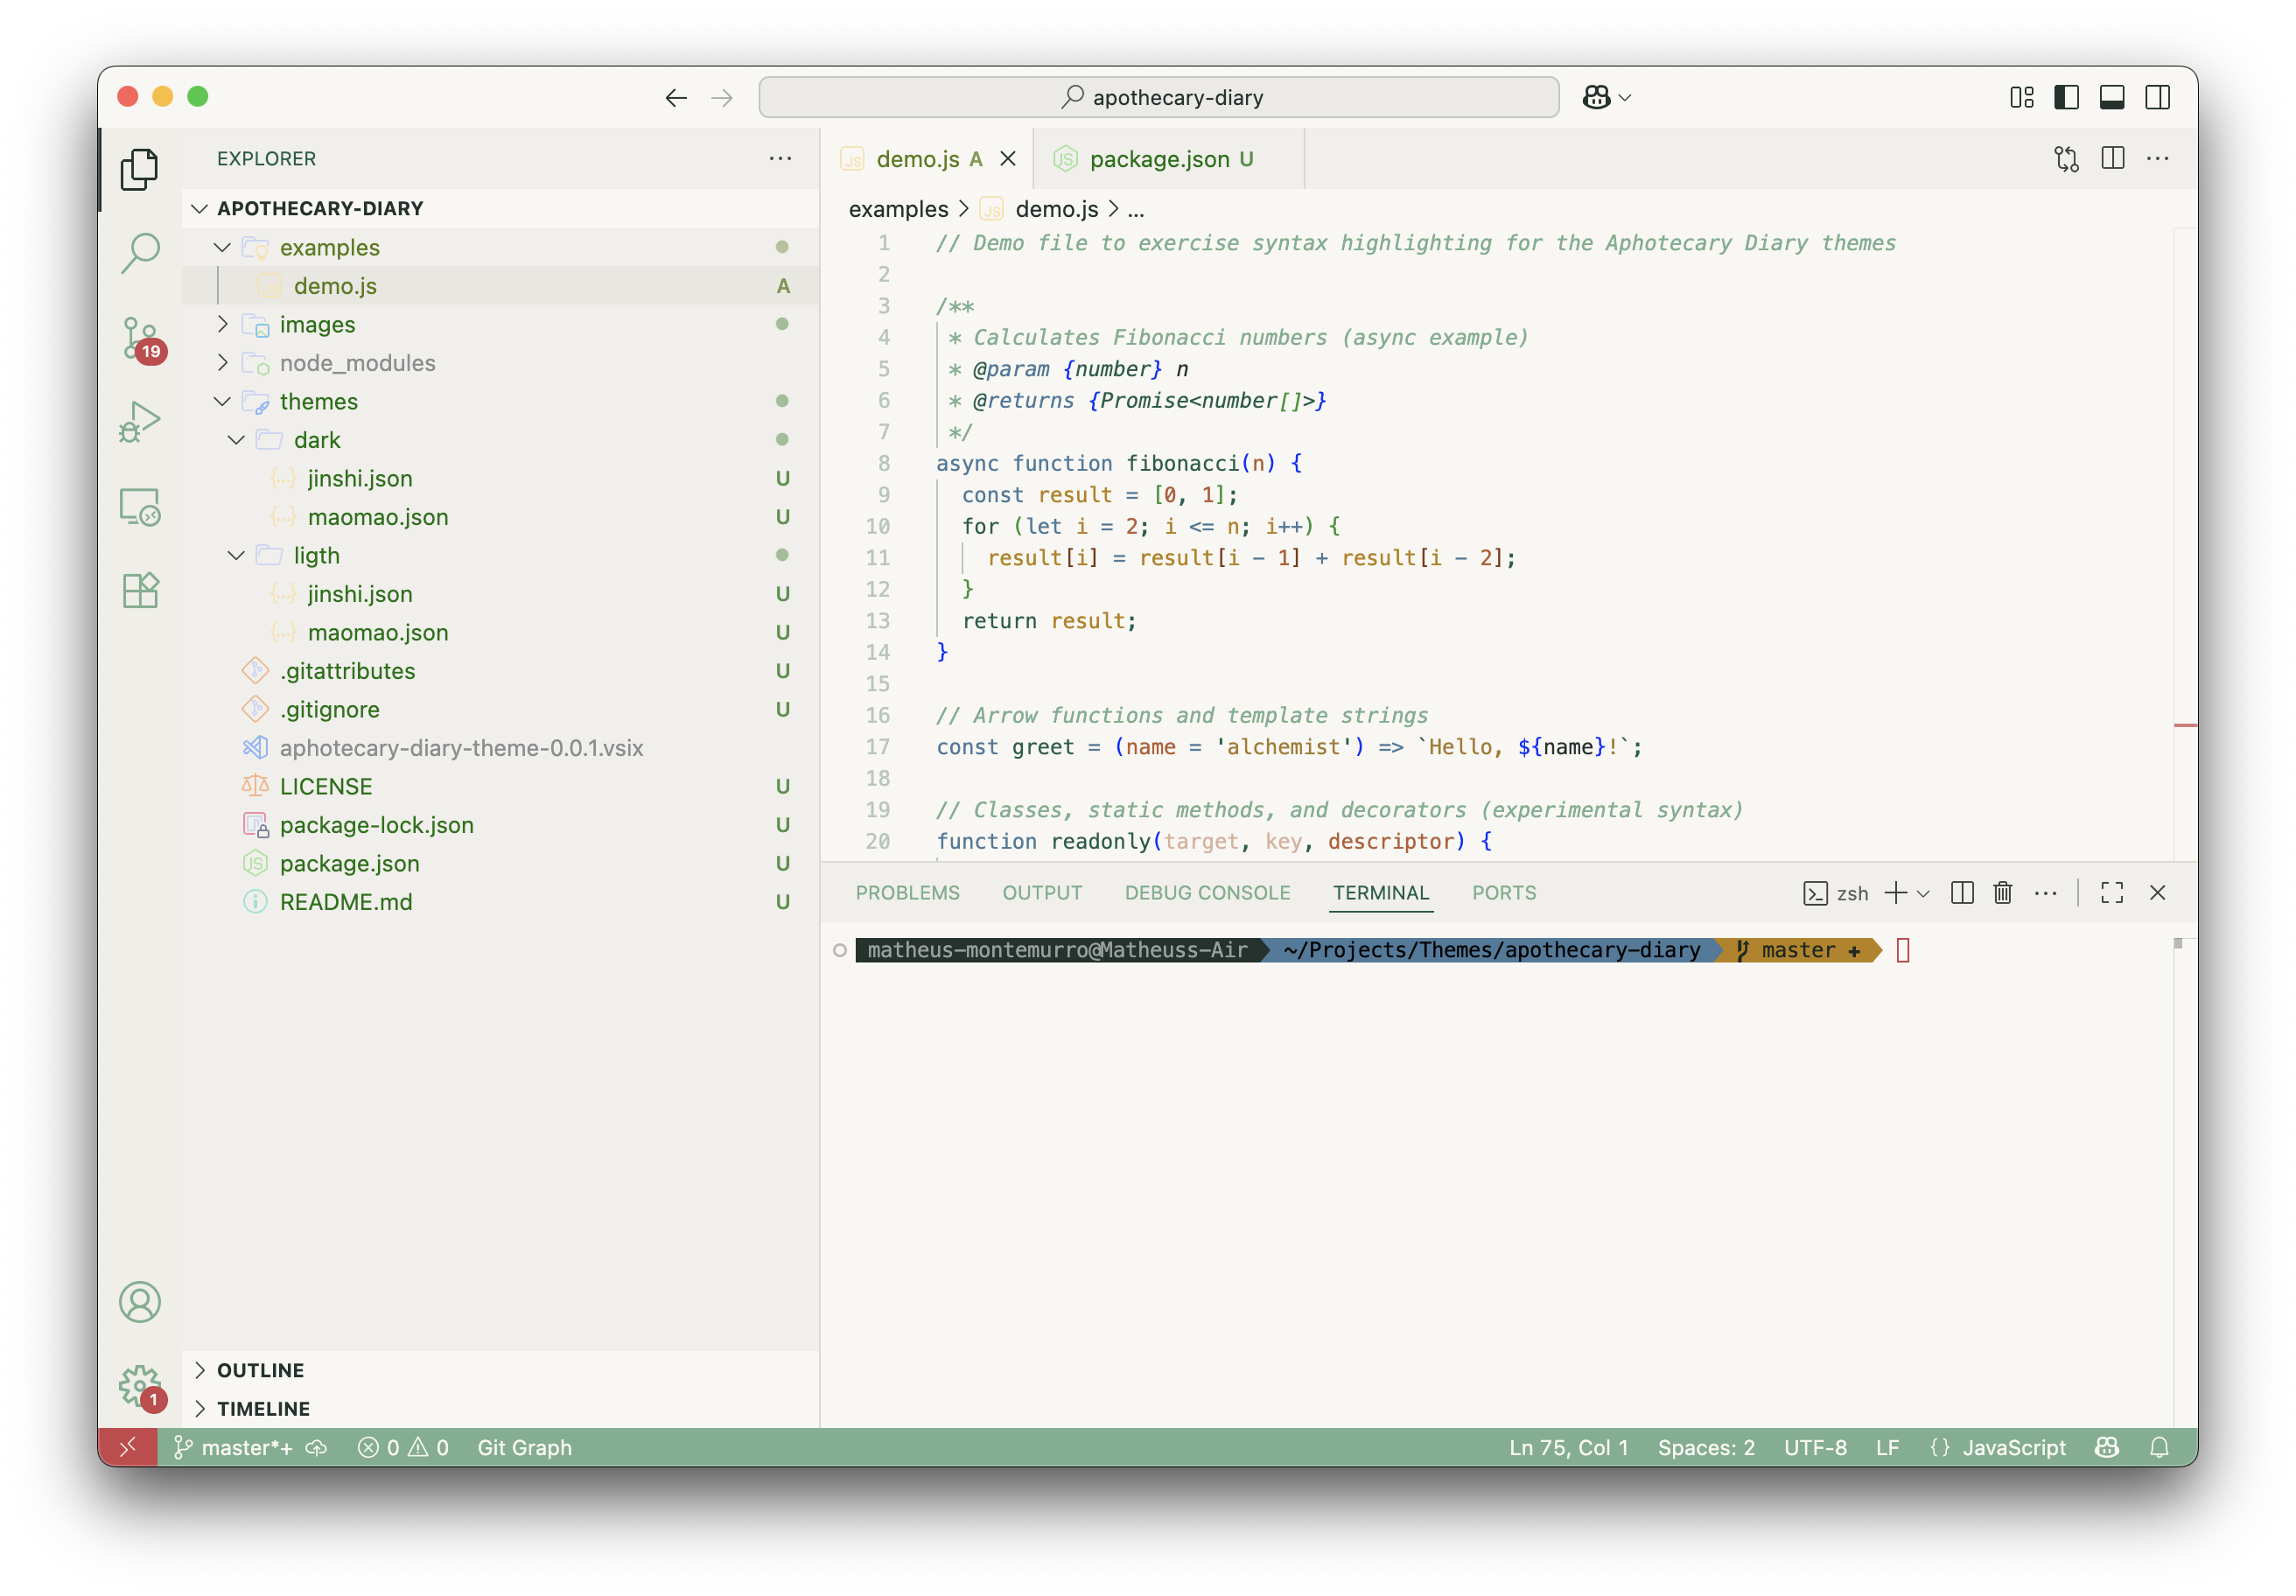 apothecary-diary
EXPLORER
APOTHECARY-DIARY
examples
demo.js A
images
node_modules
themes
dark
jinshi.json U
maomao.json U
ligth
jinshi.json U
maomao.json U
.gitattributes U
.gitignore U
aphotecary-diary-theme-0.0.1.vsix
LICENSE U
package-lock.json U
package.json U
README.md U
OUTLINE
TIMELINE
19
1
demo.js A
package.json U
examples > demo.js > ...
1 // Demo file to exercise syntax highlighting for the Aphotecary Diary themes
2
3 /**
4 * Calculates Fibonacci numbers (async example)
5 * @param {number} n
6 * @returns {Promise<number[]>}
7 */
8 async function fibonacci(n) {
9 const result = [0, 1];
10 for (let i = 2; i <= n; i++) {
11 result[i] = result[i - 1] + result[i - 2];
12 }
13 return result;
14 }
15
16 // Arrow functions and template strings
17 const greet = (name = 'alchemist') => `Hello, ${name}!`;
18
19 // Classes, static methods, and decorators (experimental syntax)
20 function readonly(target, key, descriptor) {
PROBLEMS OUTPUT DEBUG CONSOLE TERMINAL PORTS
zsh
matheus-montemurro@Matheuss-Air ~/Projects/Themes/apothecary-diary master +
master*+ 0 0 Git Graph
Ln 75, Col 1 Spaces: 2 UTF-8 LF {} JavaScript